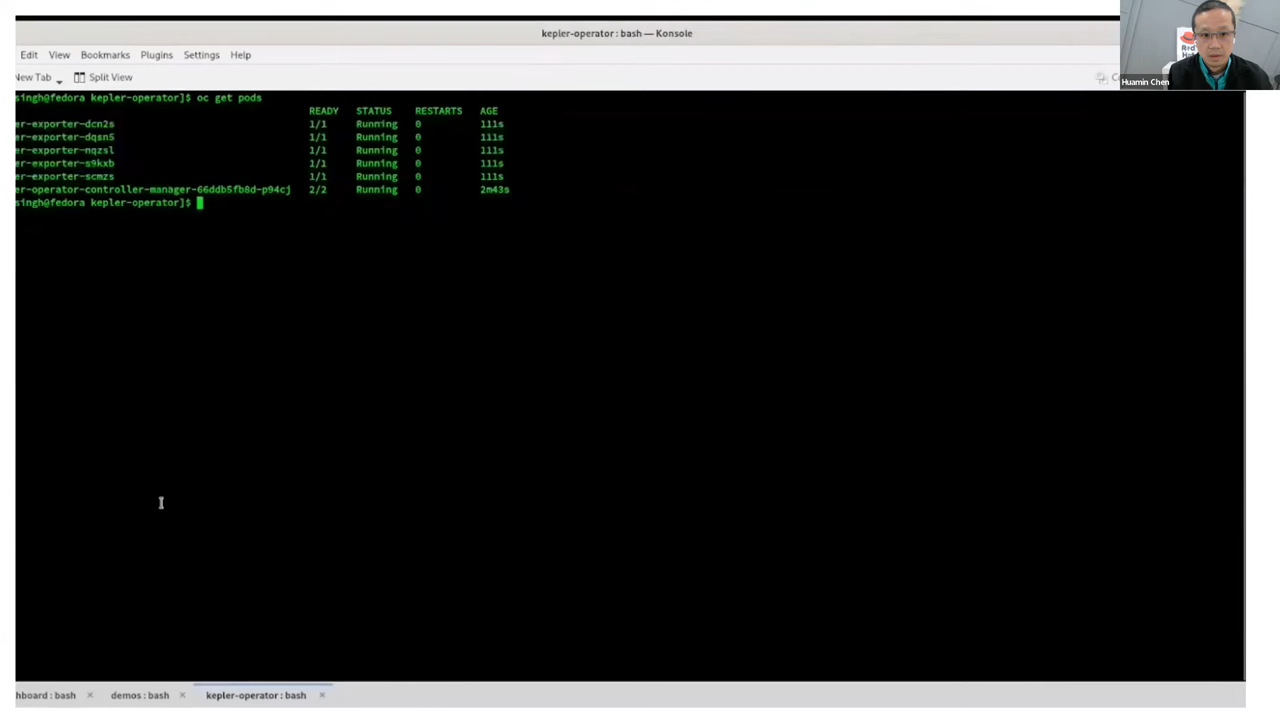 kepler-operator : bash — Konsole
Edit View Bookmarks Plugins Settings Help
New Tab Split View
singh@fedora kepler-operator]$ oc get pods
READY STATUS RESTARTS AGE
er-exporter-dcn2s 1/1 Running 0 111s
er-exporter-dqsn5 1/1 Running 0 111s
er-exporter-nqzsl 1/1 Running 0 111s
er-exporter-s9kxb 1/1 Running 0 111s
er-exporter-scmzs 1/1 Running 0 111s
er-operator-controller-manager-66ddb5fb8d-p94cj 2/2 Running 0 2m43s
singh@fedora kepler-operator]$
hboard : bash demos : bash kepler-operator : bash
Red
Huamin Chen